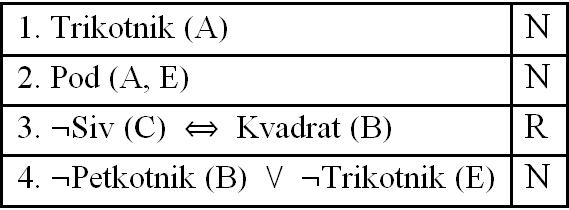 1. Trikotnik (A) N
2. Pod (A, E) N
3. ¬Siv (C) ⇔ Kvadrat (B) R
4. ¬Petkotnik (B) \/ ¬Trikotnik (E) N